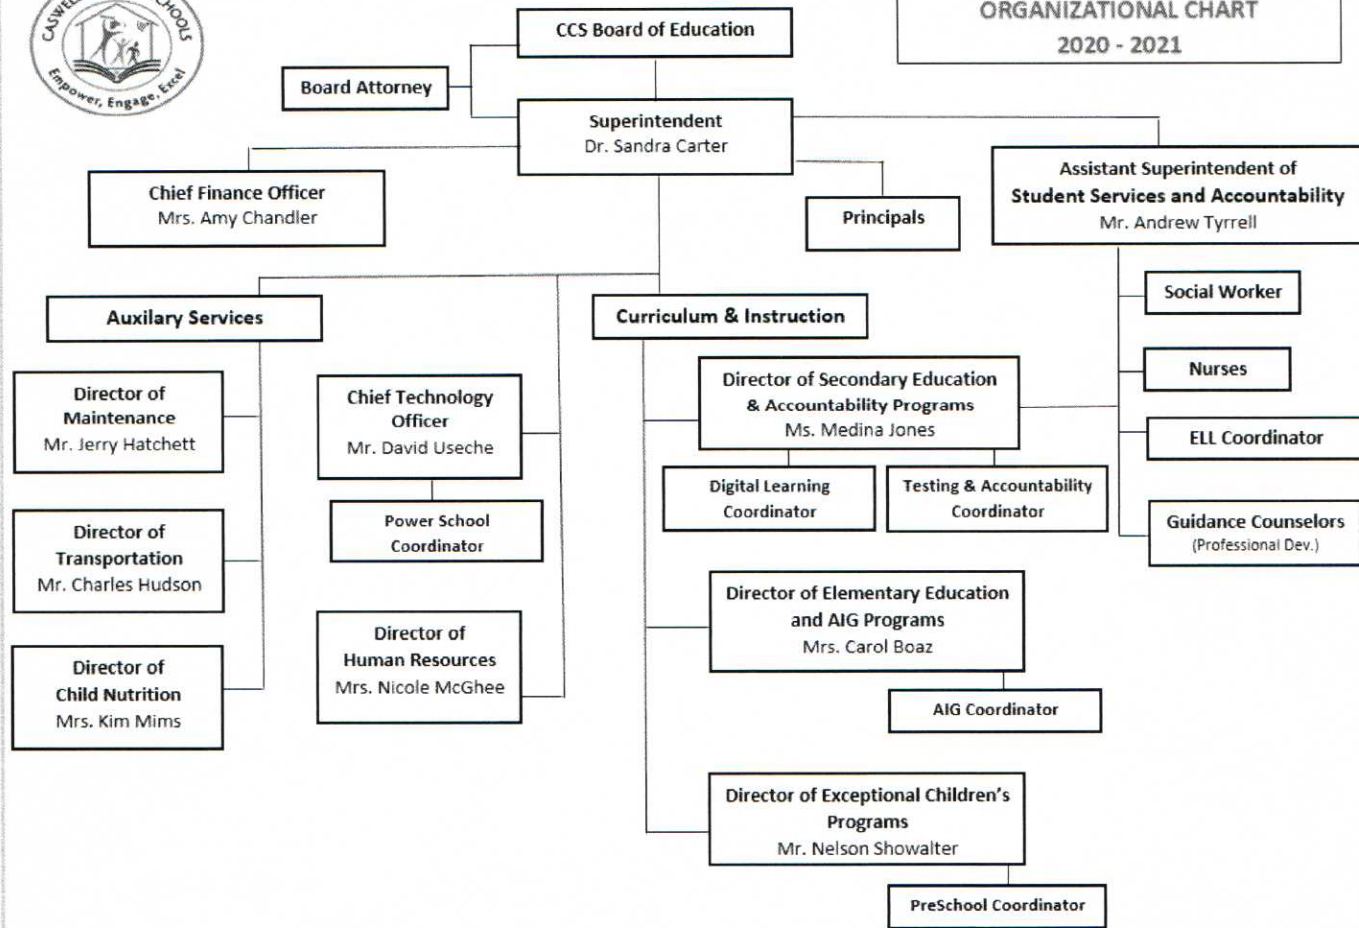 CASWELL
SCHOOLS
Empower, Engage, Excel
ORGANIZATIONAL CHART
2020 - 2021
CCS Board of Education
Board Attorney
Superintendent
Dr. Sandra Carter
Chief Finance Officer
Mrs. Amy Chandler
Principals
Assistant Superintendent of
Student Services and Accountability
Mr. Andrew Tyrrell
Social Worker
Nurses
ELL Coordinator
Guidance Counselors
(Professional Dev.)
Auxilary Services
Director of
Maintenance
Mr. Jerry Hatchett
Director of
Transportation
Mr. Charles Hudson
Director of
Child Nutrition
Mrs. Kim Mims
Chief Technology
Officer
Mr. David Useche
Power School
Coordinator
Director of
Human Resources
Mrs. Nicole McGhee
Curriculum & Instruction
Director of Secondary Education
& Accountability Programs
Ms. Medina Jones
Digital Learning
Coordinator
Testing & Accountability
Coordinator
Director of Elementary Education
and AIG Programs
Mrs. Carol Boaz
AIG Coordinator
Director of Exceptional Children's
Programs
Mr. Nelson Showalter
PreSchool Coordinator